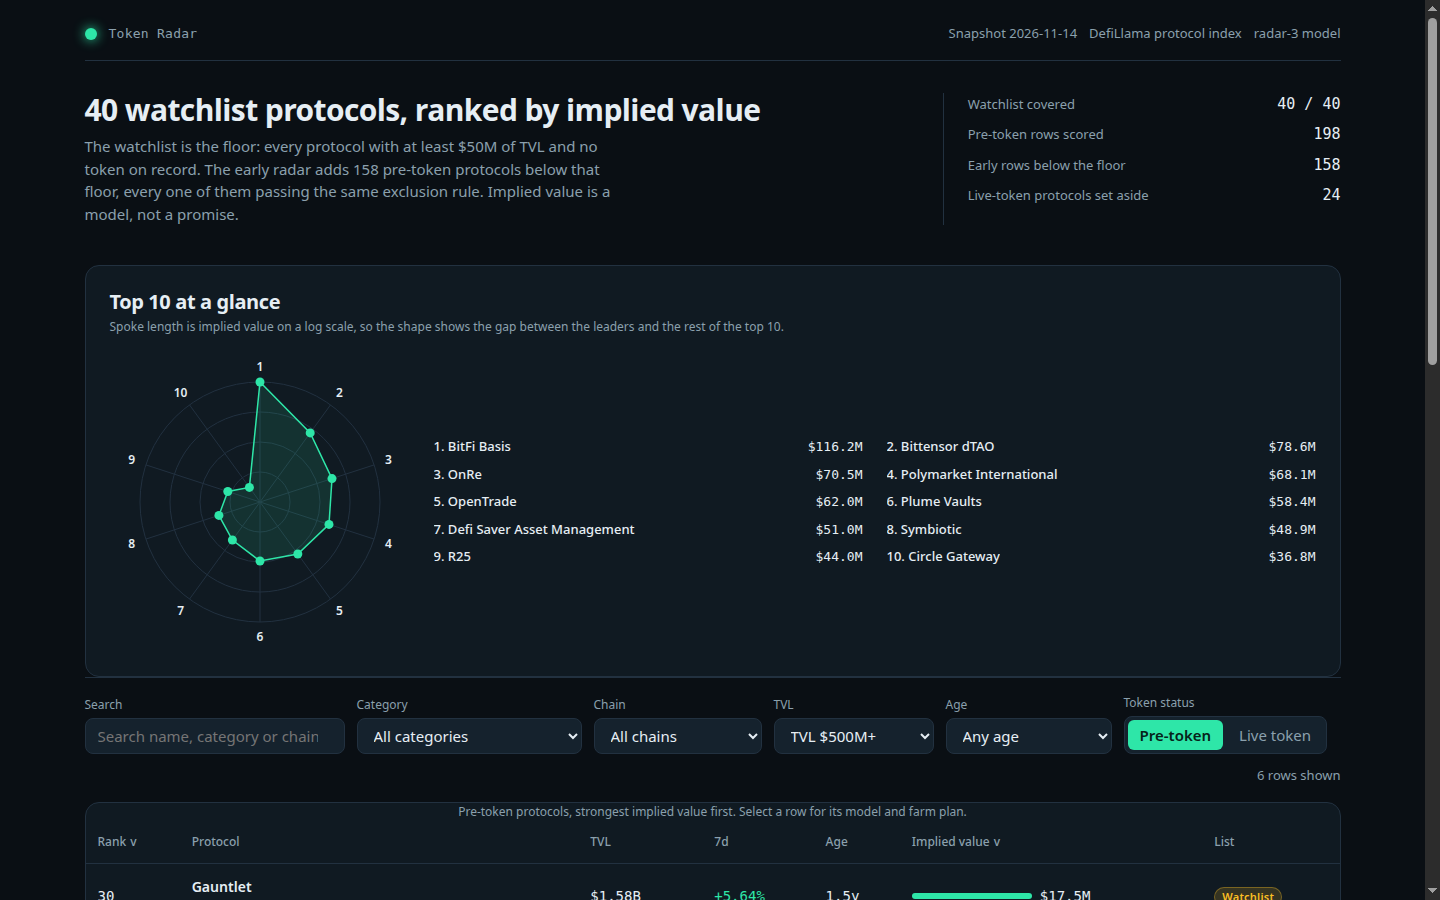 Token Radar
Snapshot 2026-11-14 DefiLlama protocol index radar-3 model
40 watchlist protocols, ranked by implied value
The watchlist is the floor: every protocol with at least $50M of TVL and no
token on record. The early radar adds 158 pre-token protocols below that
floor, every one of them passing the same exclusion rule. Implied value is a
model, not a promise.
Watchlist covered 40 / 40
Pre-token rows scored 198
Early rows below the floor 158
Live-token protocols set aside 24
Top 10 at a glance
Spoke length is implied value on a log scale, so the shape shows the gap between the leaders and the rest of the top 10.
1
10 2
9 3
8 4
7 5
6
1. BitFi Basis $116.2M 2. Bittensor dTAO $78.6M
3. OnRe $70.5M 4. Polymarket International $68.1M
5. OpenTrade $62.0M 6. Plume Vaults $58.4M
7. Defi Saver Asset Management $51.0M 8. Symbiotic $48.9M
9. R25 $44.0M 10. Circle Gateway $36.8M
Search Category Chain TVL Age Token status
Search name, category or chain All categories All chains TVL $500M+ Any age Pre-token Live token
6 rows shown
Pre-token protocols, strongest implied value first. Select a row for its model and farm plan.
Rank v Protocol TVL 7d Age Implied value v List
Gauntlet
30 $1.58B +5.64% 1.5y $17.5M Watchlist